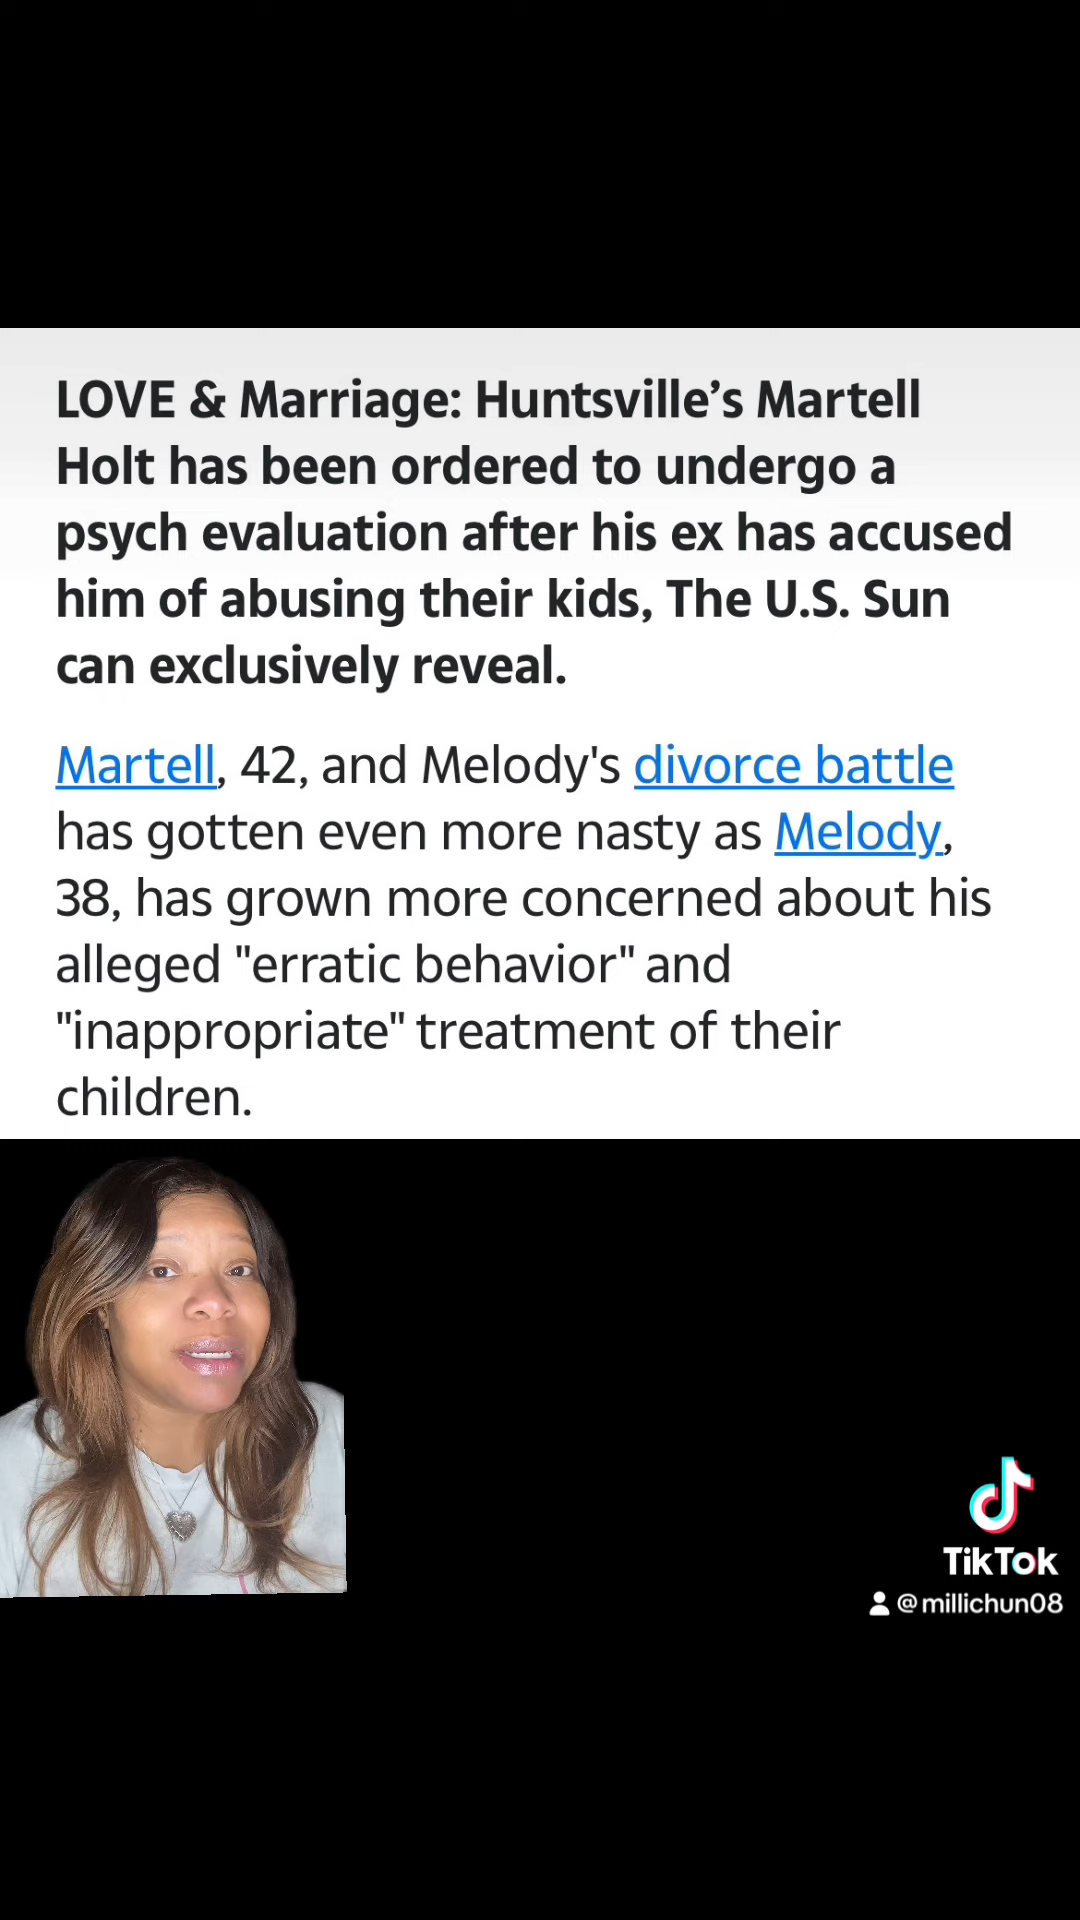 LOVE & Marriage: Huntsville’s Martell
Holt has been ordered to undergo a
psych evaluation after his ex has accused
him of abusing their kids, The U.S. Sun
can exclusively reveal.
Martell, 42, and Melody's divorce battle
has gotten even more nasty as Melody,
38, has grown more concerned about his
alleged "erratic behavior" and
"inappropriate" treatment of their
children.
TikTok
@millichun08